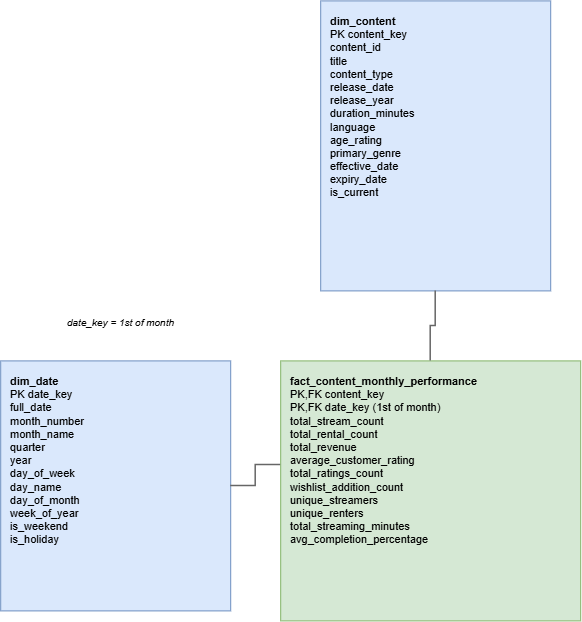 dim_content
PK content_key
content_id
title
content_type
release_date
release_year
duration_minutes
language
age_rating
primary_genre
effective_date
expiry_date
is_current
date_key = 1st of month
dim_date
PK date_key
full_date
month_number
month_name
quarter
year
day_of_week
day_name
day_of_month
week_of_year
is_weekend
is_holiday
fact_content_monthly_performance
PK,FK content_key
PK,FK date_key (1st of month)
total_stream_count
total_rental_count
total_revenue
average_customer_rating
total_ratings_count
wishlist_addition_count
unique_streamers
unique_renters
total_streaming_minutes
avg_completion_percentage